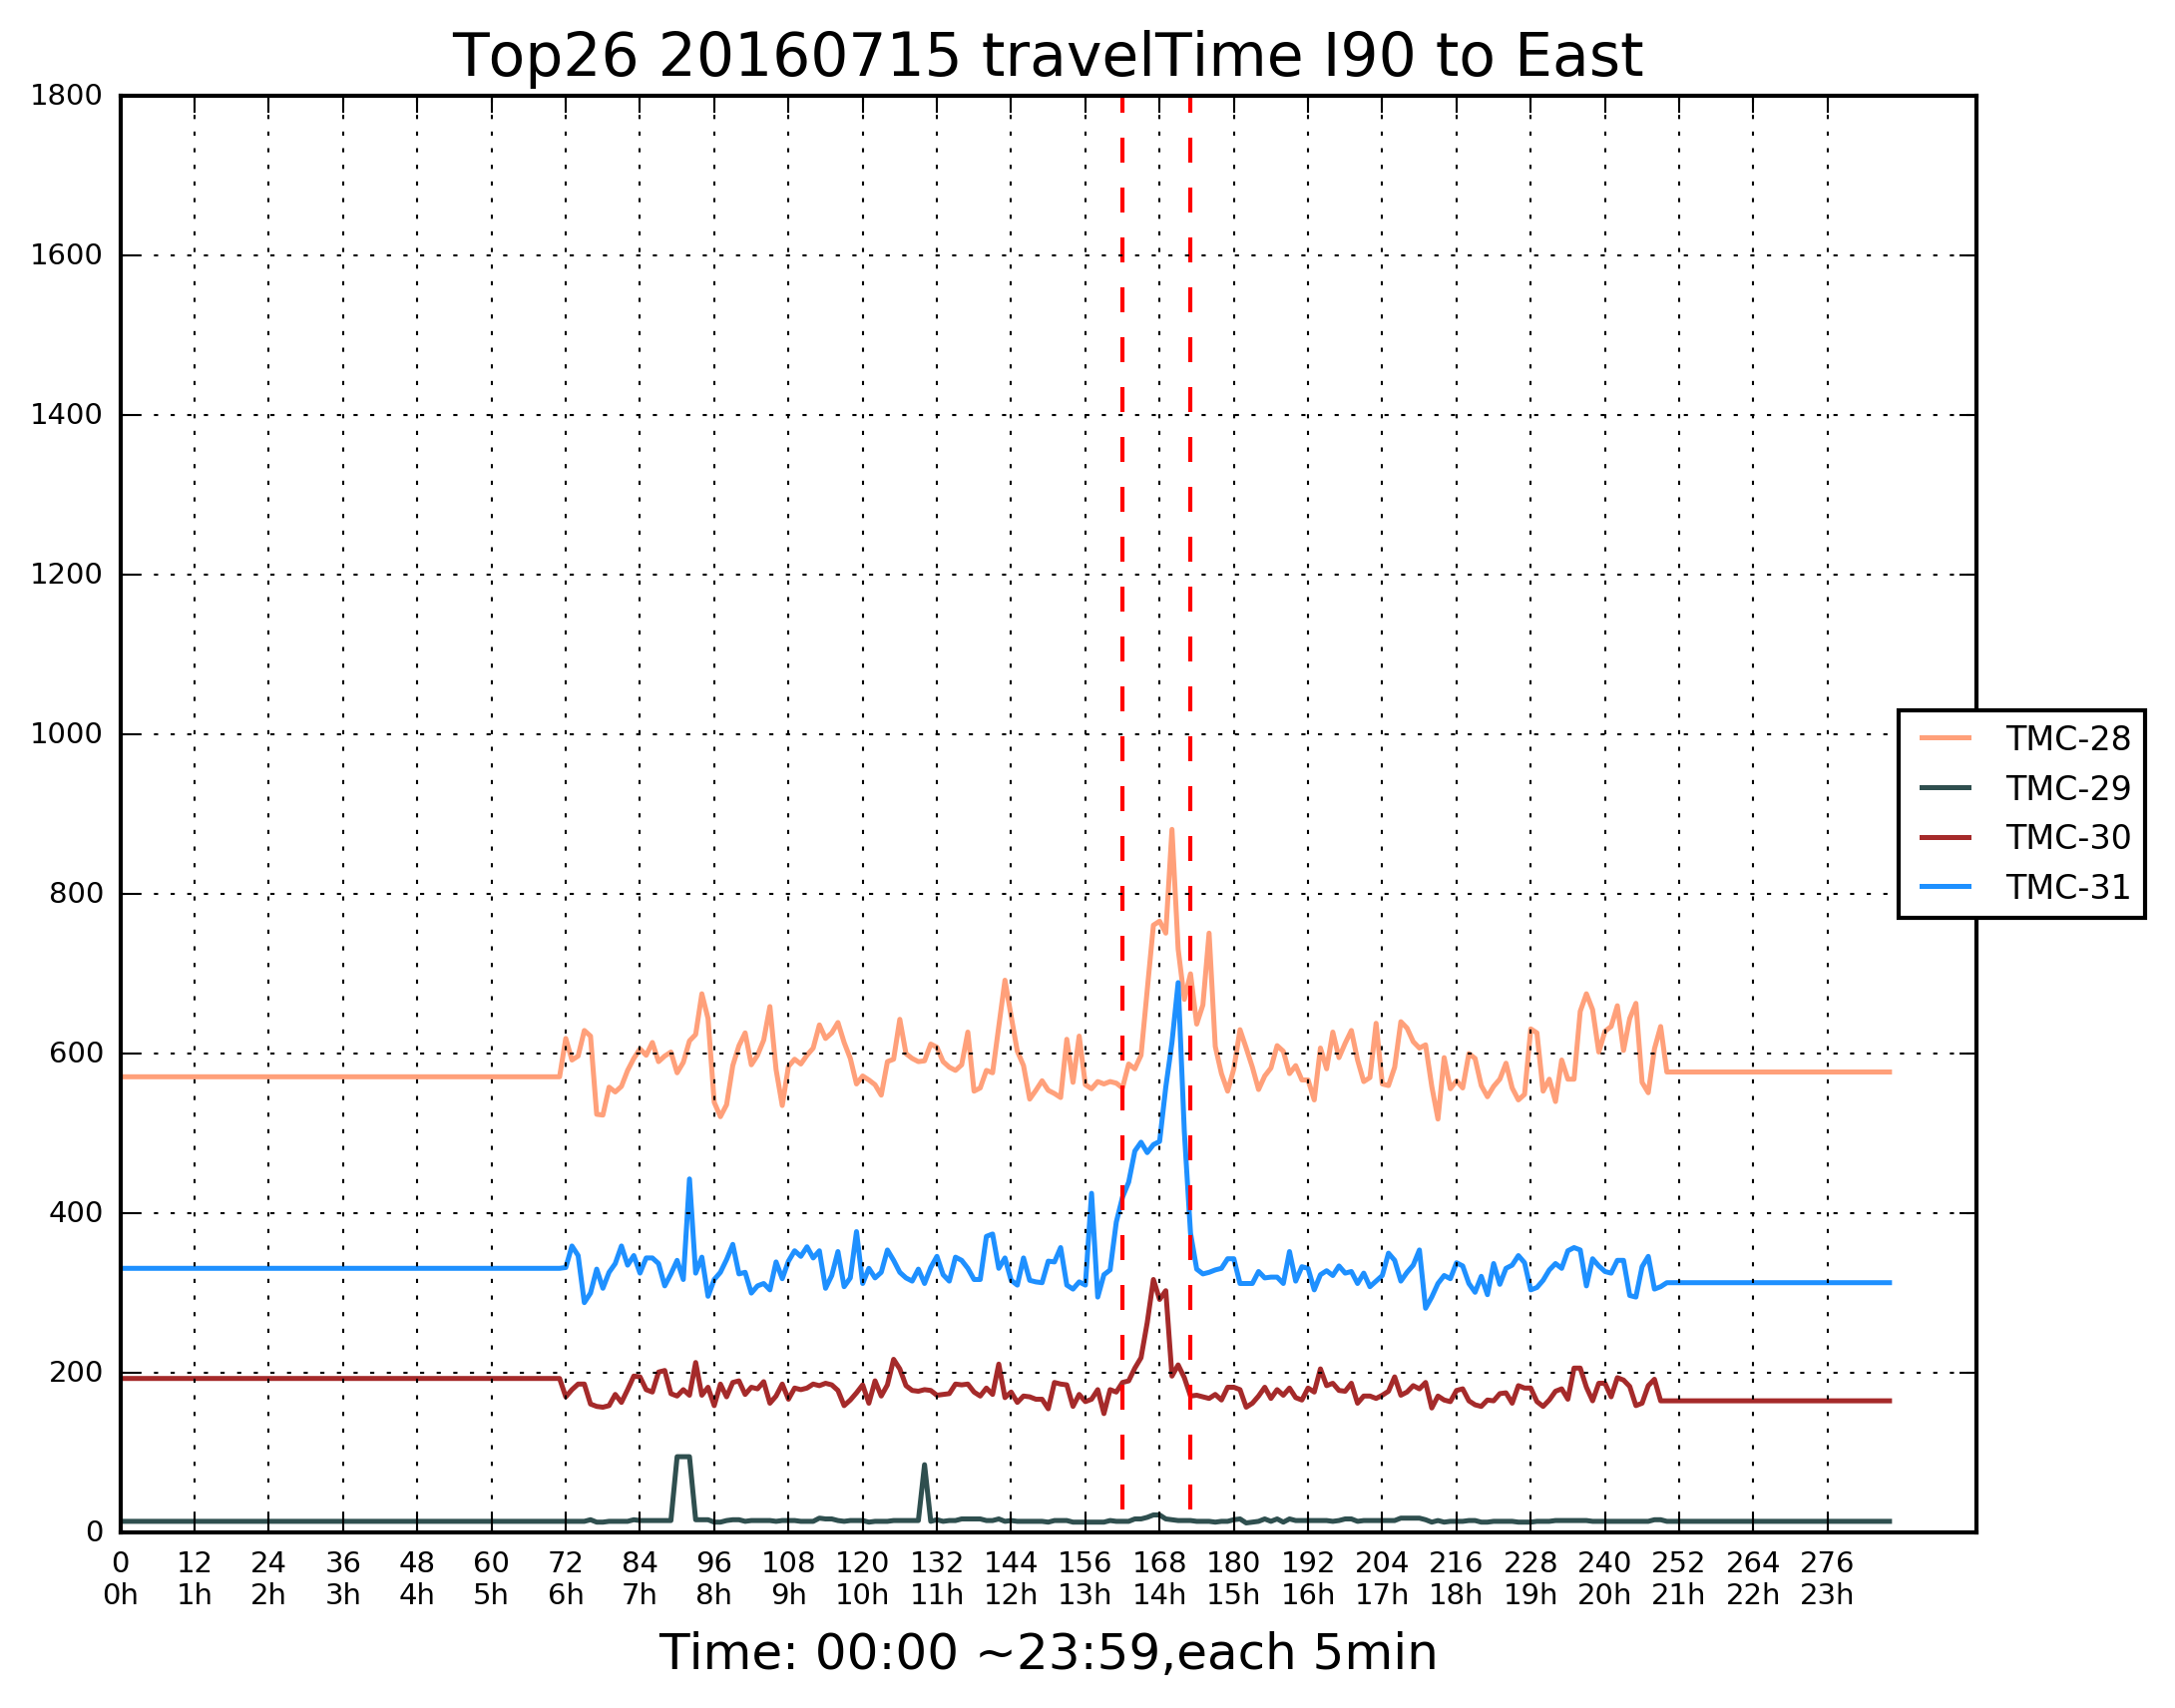 Top26 20160715 travelTime I90 to East
1800
1600
1400
1200
1000
800
600
400
200
0
TMC-28
TMC-29
TMC-30
TMC-31
0 12 24 36 48 60 72 84 96 108 120 132 144 156 168 180 192 204 216 228 240 252 264 276
0h 1h 2h 3h 4h 5h 6h 7h 8h 9h 10h 11h 12h 13h 14h 15h 16h 17h 18h 19h 20h 21h 22h 23h
Time: 00:00 ~23:59,each 5min